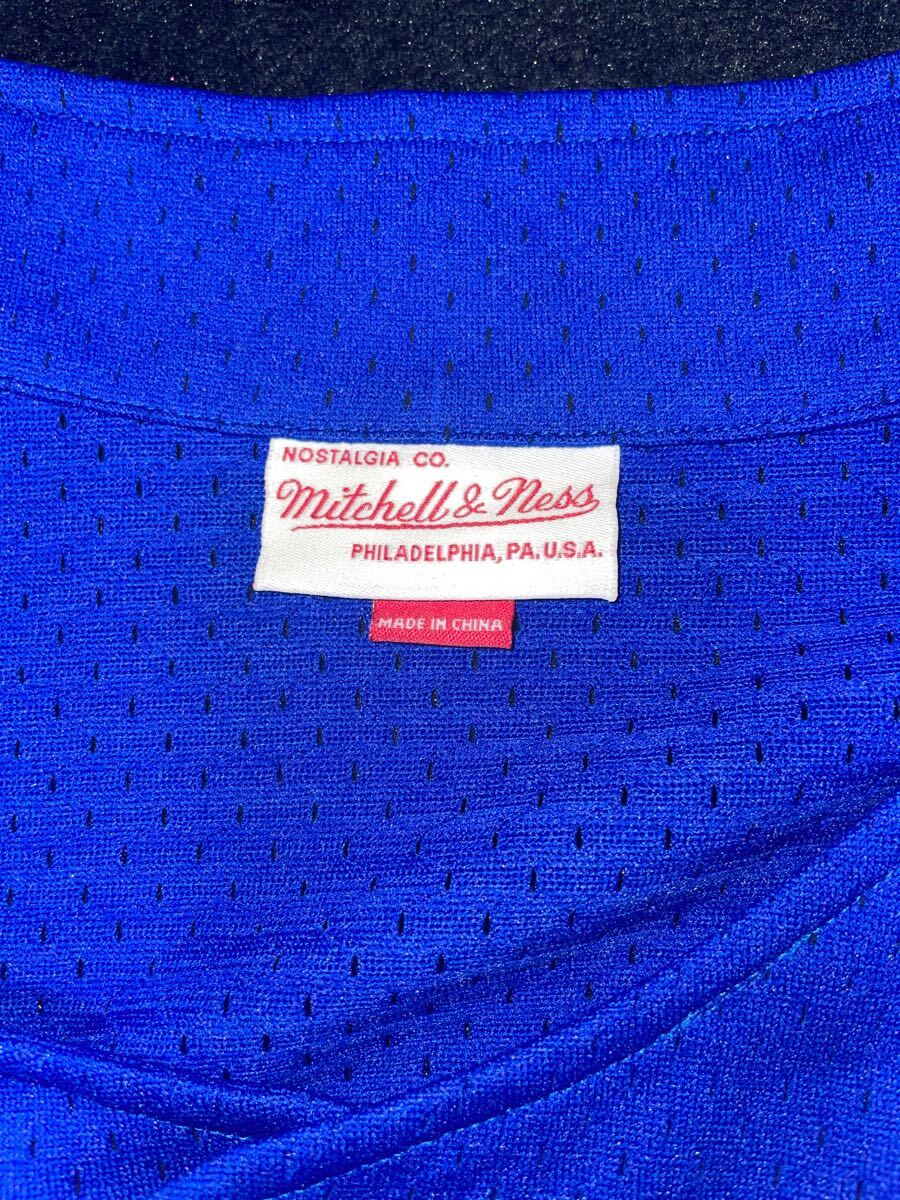 NOSTALGIA CO.
Mitchell & Ness
PHILADELPHIA, PA. U.S.A.
MADE IN CHINA